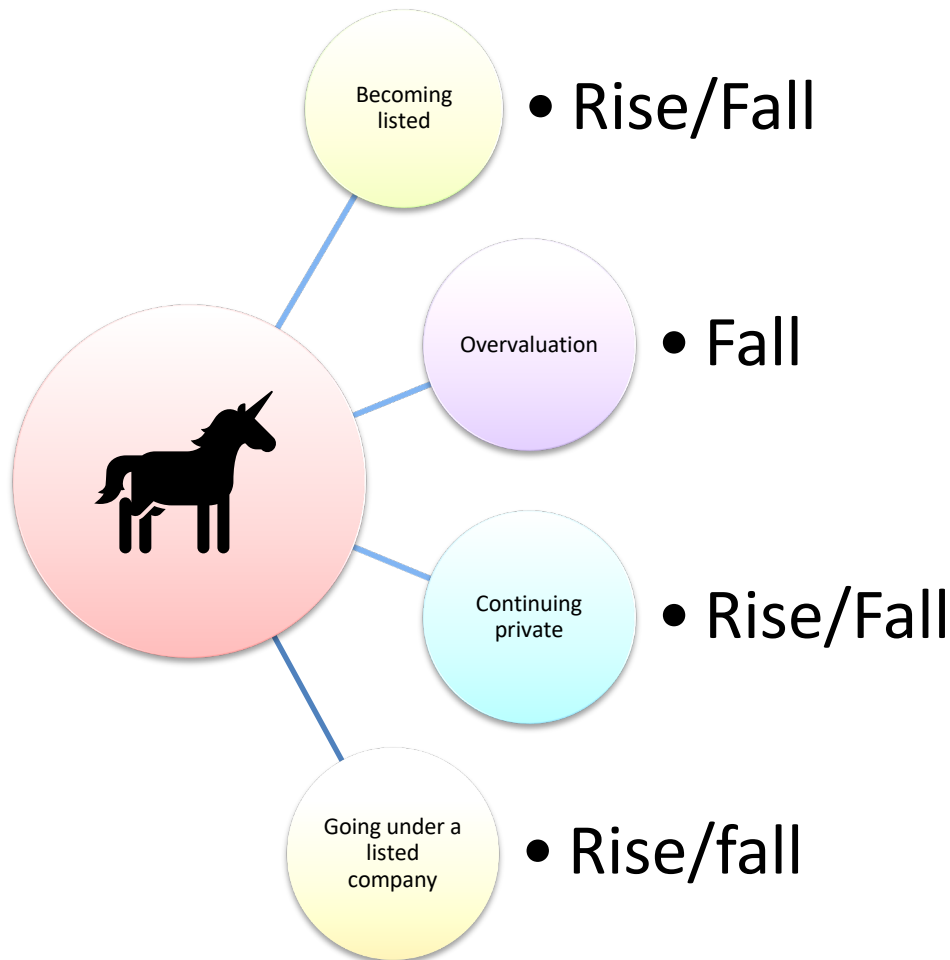 Becoming
listed
• Rise/Fall
Overvaluation
• Fall
Continuing
private
• Rise/Fall
Going under a
listed
company
• Rise/fall